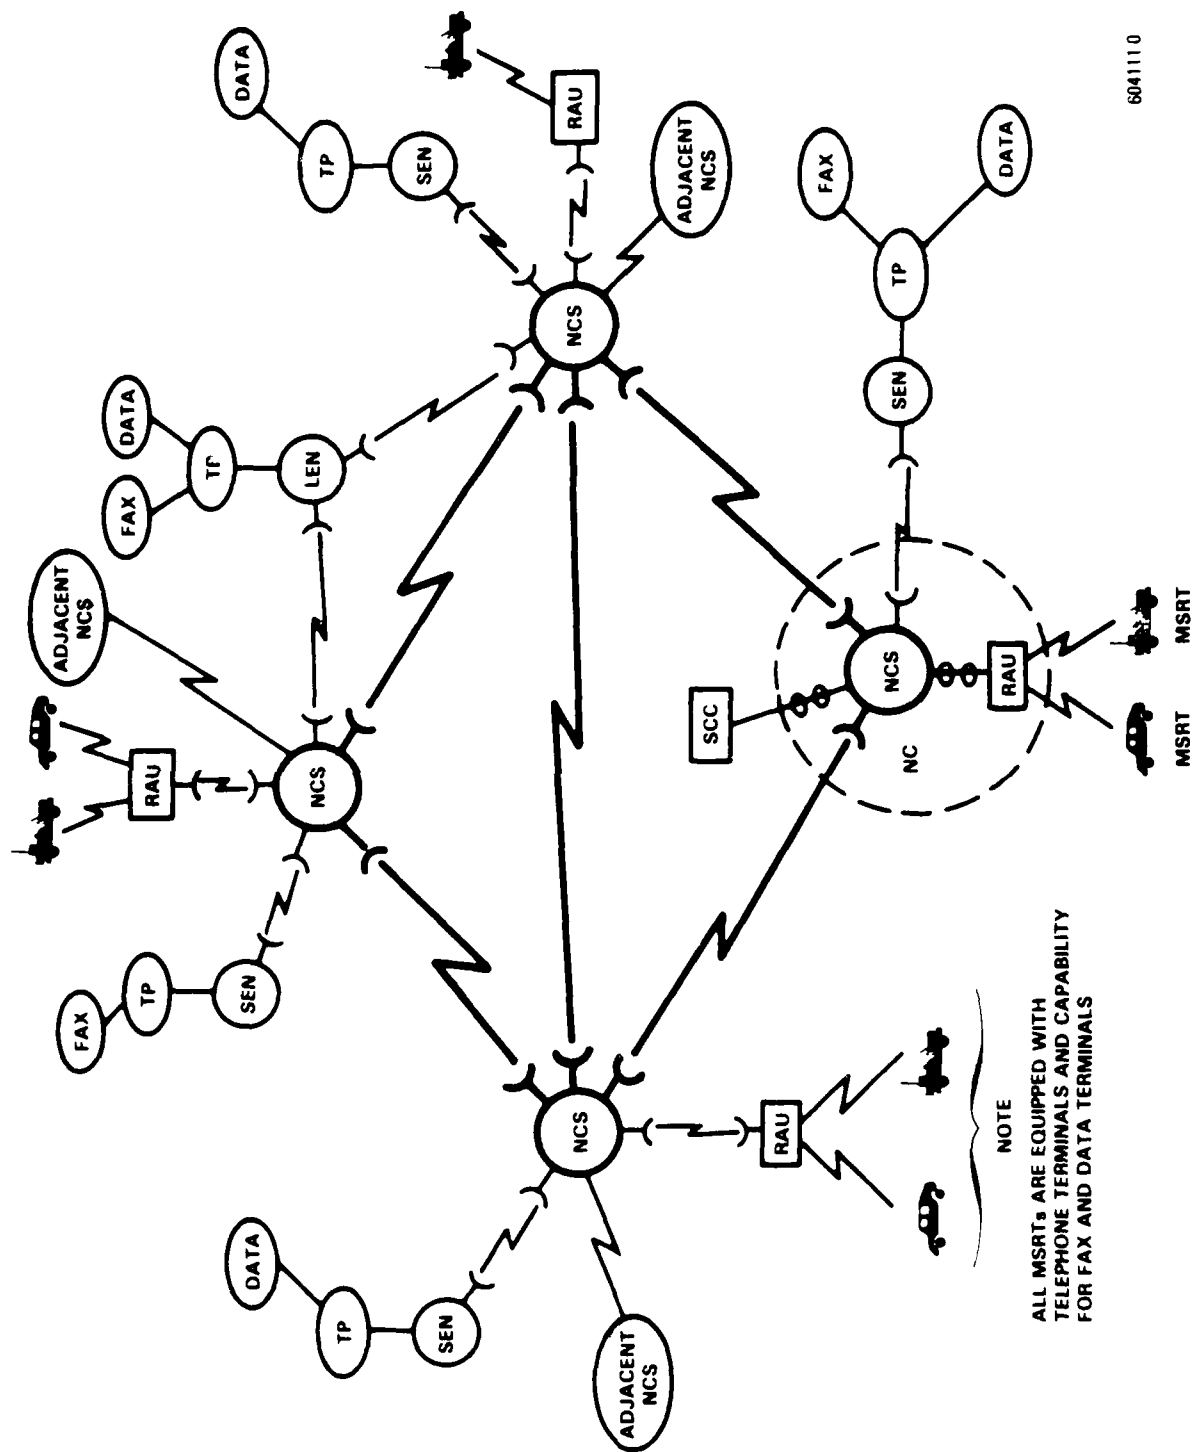 ADJACENT
NCS
FAX
FAX
DATA
TP
RAU
TP
DATA
DATA
SEN
LEN
NCS
TP
TP
SEN
SEN
NCS
NCS
RAU
ADJACENT
NCS
ADJACENT
NCS
SCC
RAU
FAX
NC
NCS
SEN
TP
RAU
DATA
NOTE
ALL MSRTs ARE EQUIPPED WITH
TELEPHONE TERMINALS AND CAPABILITY
FOR FAX AND DATA TERMINALS
MSRT
MSRT
604111 0